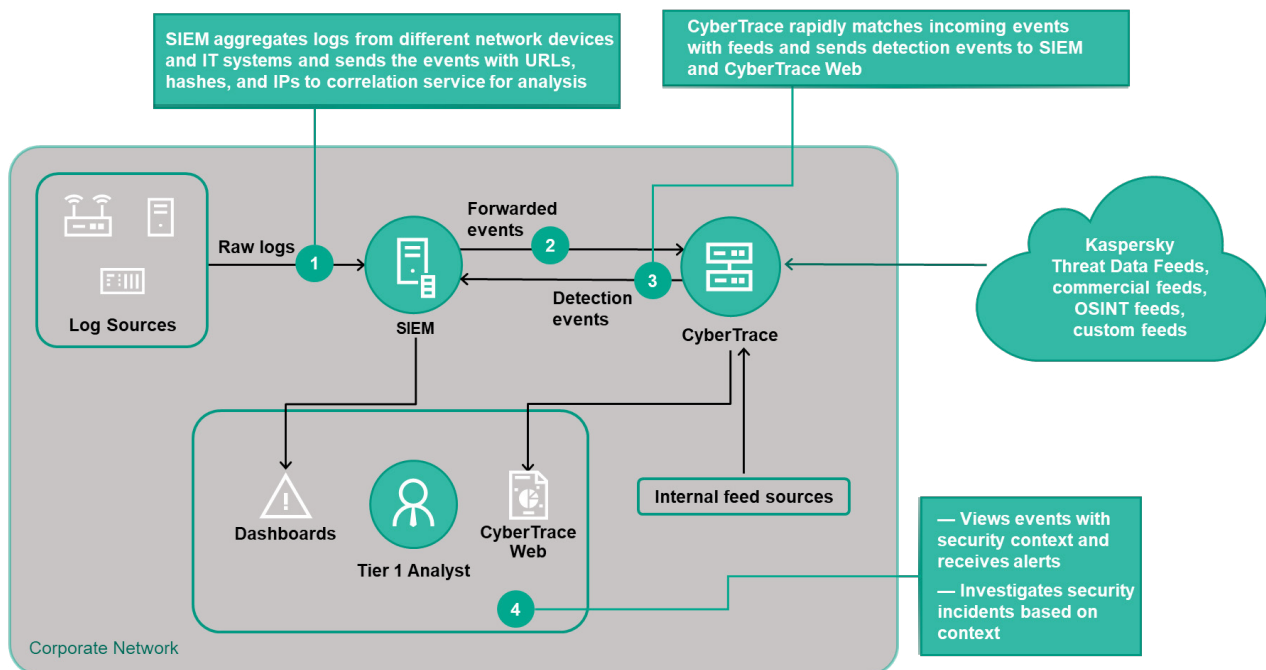 SIEM aggregates logs from different network devices
and IT systems and sends the events with URLs,
hashes, and IPs to correlation service for analysis
CyberTrace rapidly matches incoming events
with feeds and sends detection events to SIEM
and CyberTrace Web
Log Sources
Raw logs
1
SIEM
Forwarded
events
2
3
Detection
events
CyberTrace
Kaspersky
Threat Data Feeds,
commercial feeds,
OSINT feeds,
custom feeds
Dashboards
Tier 1 Analyst
CyberTrace
Web
Internal feed sources
4
— Views events with
security context and
receives alerts
— Investigates security
incidents based on
context
Corporate Network